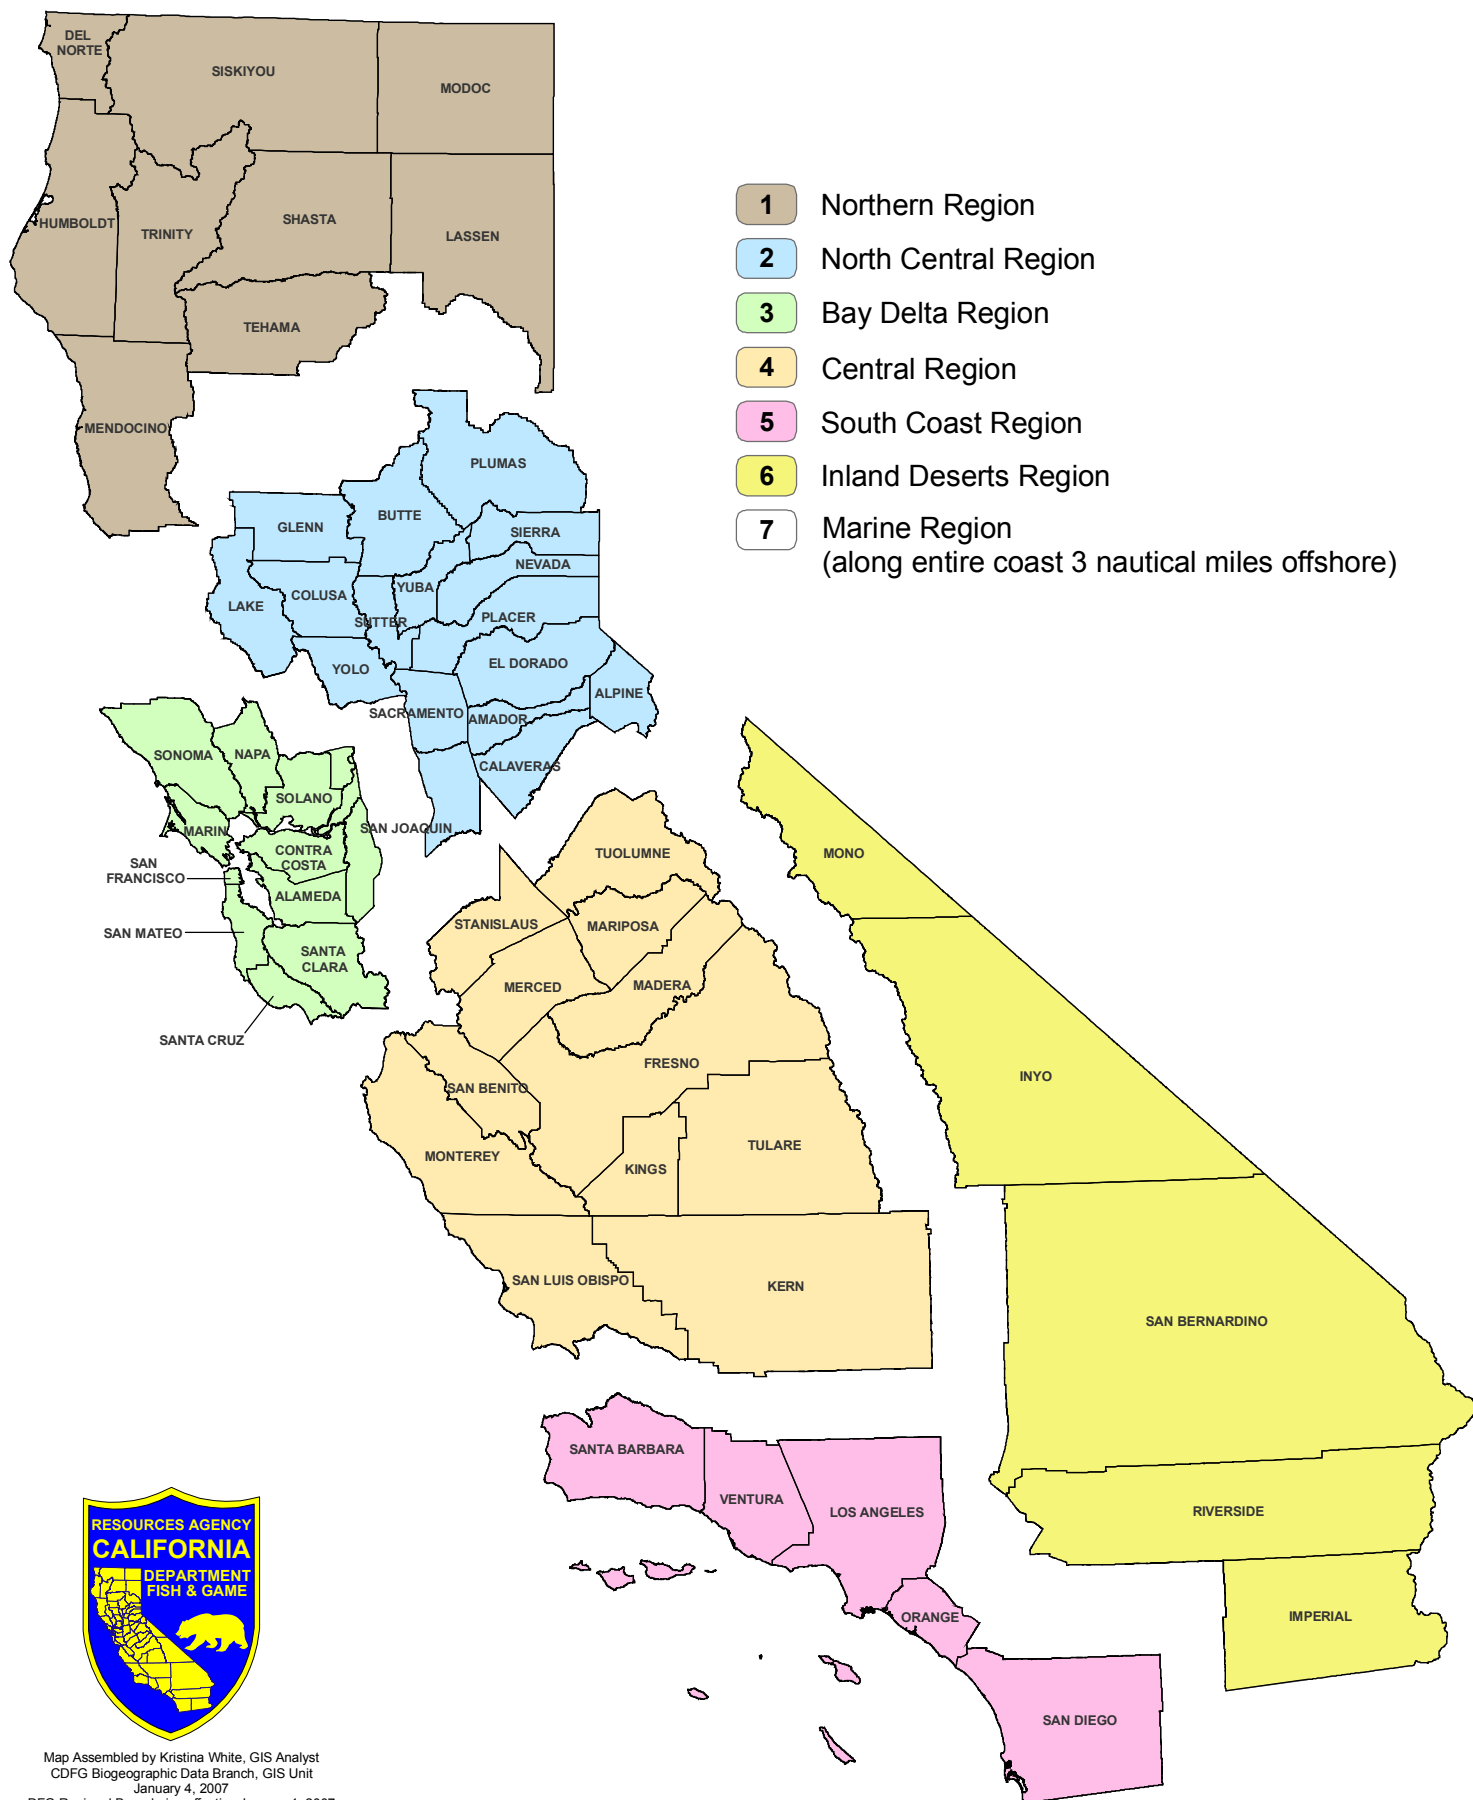 DEL
NORTE
SISKIYOU
MODOC
HUMBOLDT
TRINITY
SHASTA
LASSEN
TEHAMA
MENDOCINO
1 Northern Region
2 North Central Region
3 Bay Delta Region
4 Central Region
5 South Coast Region
6 Inland Deserts Region
7 Marine Region
(along entire coast 3 nautical miles offshore)
PLUMAS
BUTTE
GLENN
SIERRA
NEVADA
YUBA
COLUSA
LAKE
SUTTER
PLACER
YOLO
EL DORADO
ALPINE
SACRAMENTO
AMADOR
CALAVERAS
SONOMA
NAPA
SOLANO
SAN JOAQUIN
MARIN
CONTRA
COSTA
SAN
FRANCISCO
ALAMEDA
SAN MATEO
SANTA
CLARA
SANTA CRUZ
TUOLUMNE
STANISLAUS
MARIPOSA
MERCED
MADERA
FRESNO
SAN BENITO
MONTEREY
KINGS
TULARE
SAN LUIS OBISPO
KERN
MONO
INYO
SAN BERNARDINO
RIVERSIDE
IMPERIAL
SANTA BARBARA
VENTURA
LOS ANGELES
ORANGE
SAN DIEGO
RESOURCES AGENCY
CALIFORNIA
DEPARTMENT
FISH & GAME
Map Assembled by Kristina White, GIS Analyst
CDFG Biogeographic Data Branch, GIS Unit
January 4, 2007